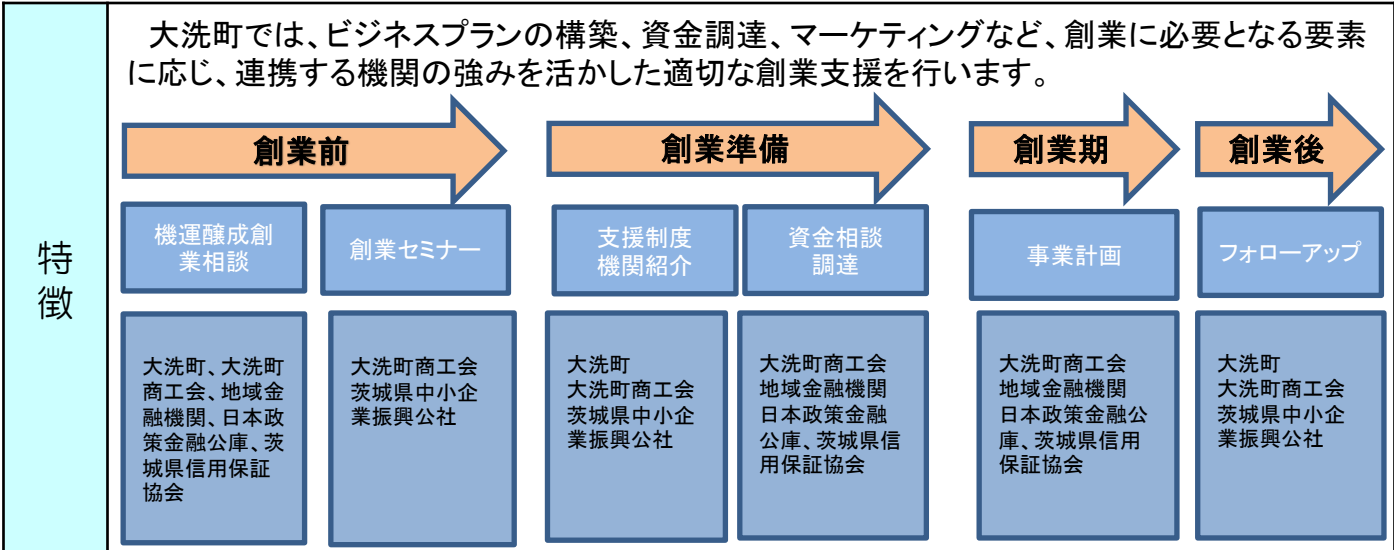 特徴
大洗町では、ビジネスプランの構築、資金調達、マーケティングなど、創業に必要となる要素
に応じ、連携する機関の強みを活かした適切な創業支援を行います。
創業前
創業準備
創業期
創業後
機運醸成創
業相談
創業セミナー
支援制度
機関紹介
資金相談
調達
事業計画
フォローアップ
大洗町、大洗町
商工会、地域金
融機関、日本政
策金融公庫、茨
城県信用保証
協会
大洗町商工会
茨城県中小企
業振興公社
大洗町
大洗町商工会
茨城県中小企
業振興公社
大洗町商工会
地域金融機関
日本政策金融
公庫、茨城県信
用保証協会
大洗町商工会
地域金融機関
日本政策金融公
庫、茨城県信用
保証協会
大洗町
大洗町商工会
茨城県中小企
業振興公社